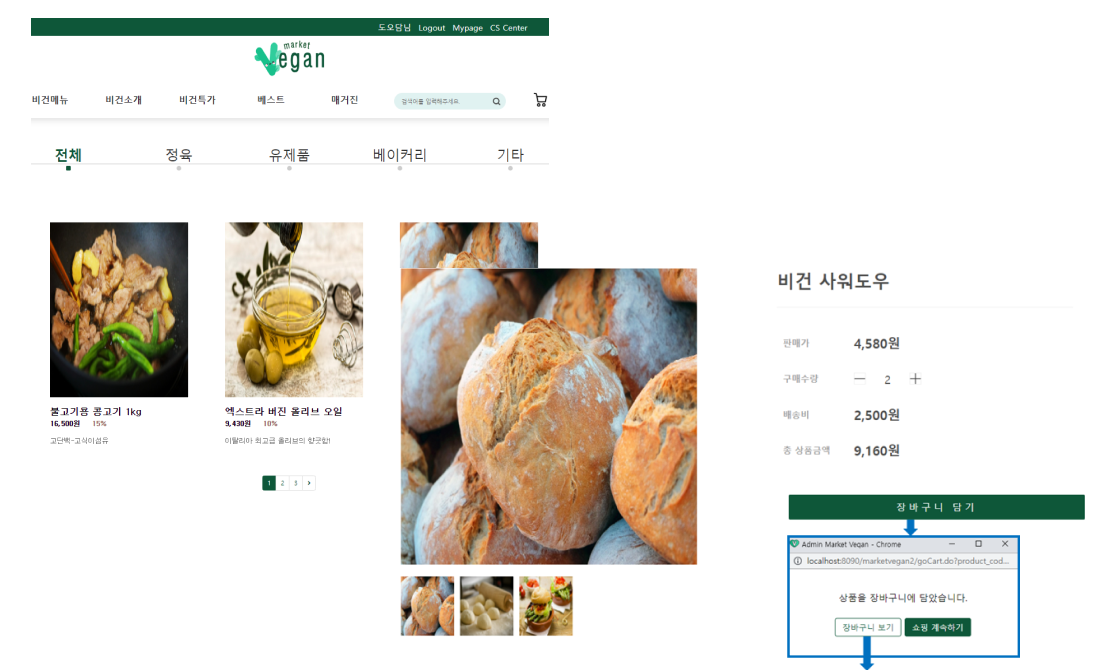 도오담님 Logout Mypage CS Center
market
Vegan
비건메뉴 비건소개 비건특가 베스트 매거진 검색어를 입력해주세요.
전체 정육 유제품 베이커리 기타
불고기용 콩고기 1kg
16,500원 15%
고단백-고식이섬유
엑스트라 버진 올리브 오일
9,430원 10%
이탈리아 최고급 올리브의 향긋함!
1 2 3 >
비건 사워도우
판매가 4,580원
구매수량 — 2 +
배송비 2,500원
총 상품금액 9,160원
장바구니 담기
Admin Market Vegan - Chrome
localhost:8090/marketvegan2/goCart.do?product_cod...
상품을 장바구니에 담았습니다.
장바구니 보기 쇼핑 계속하기